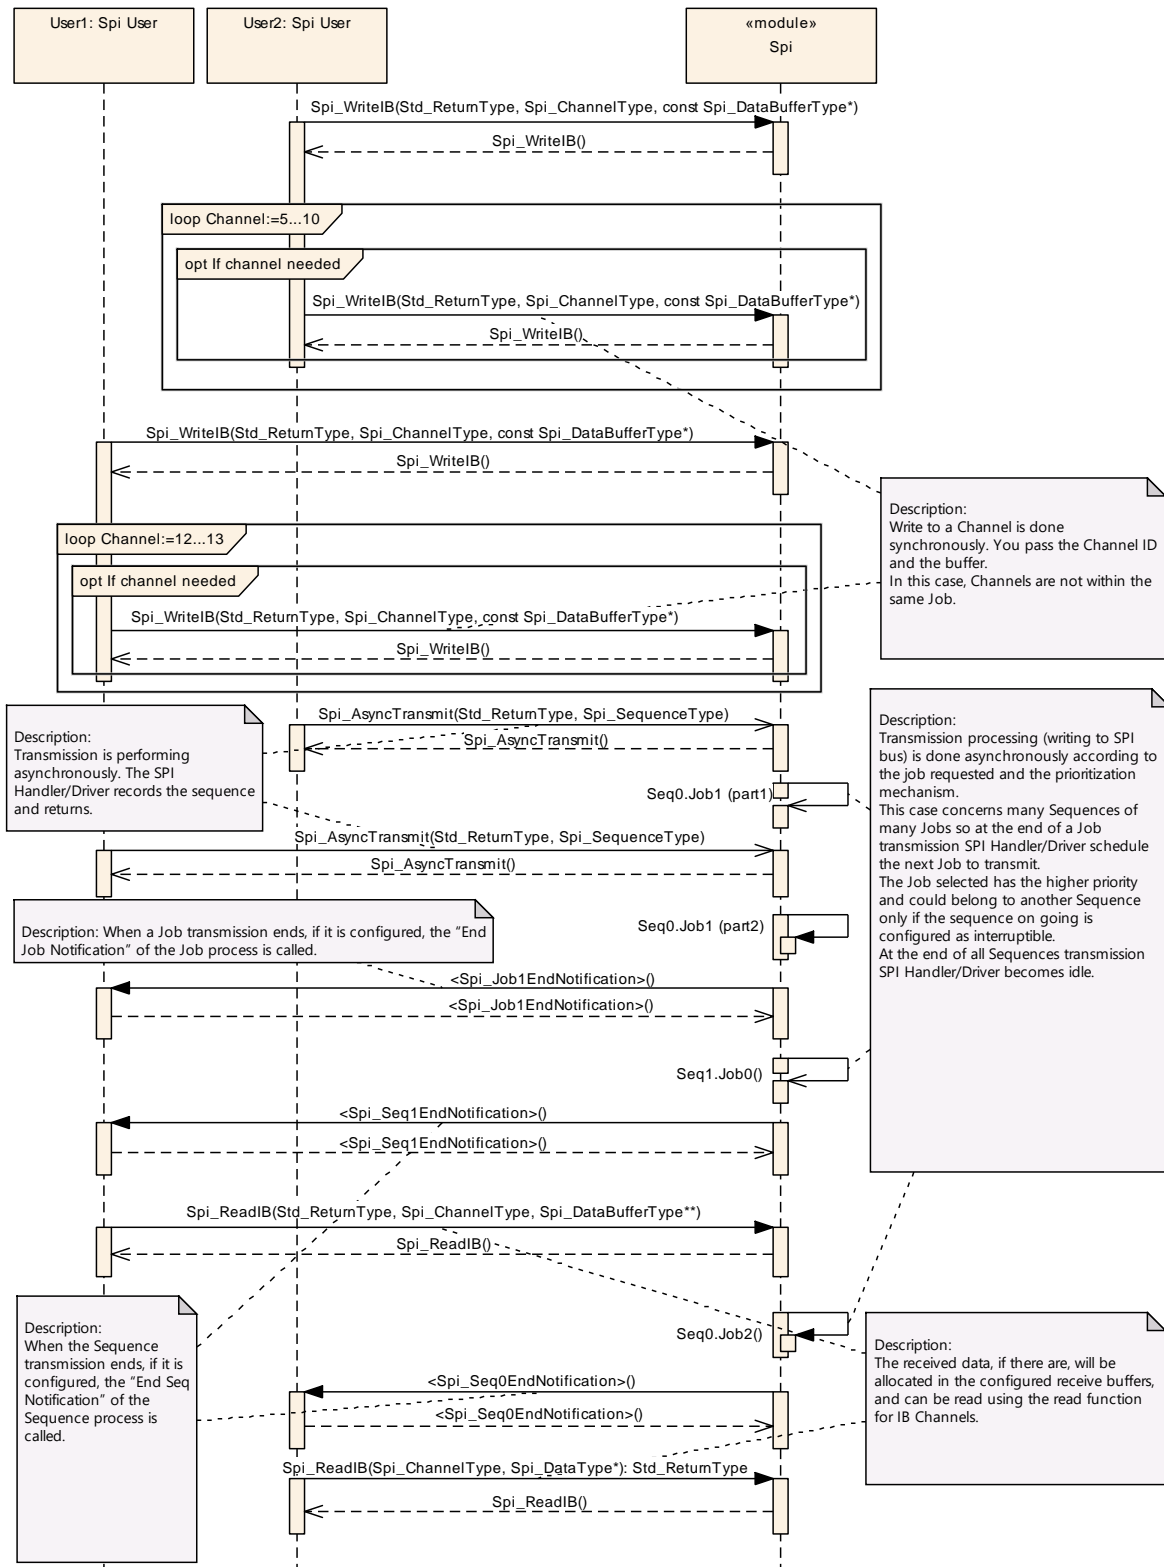 User1: Spi User
User2: Spi User
«module»
Spi
Spi_WriteIB(Std_ReturnType, Spi_ChannelType, const Spi_DataBufferType*)
Spi_WriteIB()
loop Channel:=5...10
opt If channel needed
Spi_WriteIB(Std_ReturnType, Spi_ChannelType, const Spi_DataBufferType*)
Spi_WriteIB()
Spi_WriteIB(Std_ReturnType, Spi_ChannelType, const Spi_DataBufferType*)
Spi_WriteIB()
Description:
Write to a Channel is done
synchronously. You pass the Channel ID
and the buffer.
In this case, Channels are not within the
same Job.
loop Channel:=12...13
opt If channel needed
Spi_WriteIB(Std_ReturnType, Spi_ChannelType, const Spi_DataBufferType*)
Spi_WriteIB()
Description:
Transmission is performing
asynchronously. The SPI
Handler/Driver records the sequence
and returns.
Spi_AsyncTransmit(Std_ReturnType, Spi_SequenceType)
Spi_AsyncTransmit()
Seq0.Job1 (part1)
Description:
Transmission processing (writing to SPI
bus) is done asynchronously according to
the job requested and the prioritization
mechanism.
This case concerns many Sequences of
many Jobs so at the end of a Job
transmission SPI Handler/Driver schedule
the next Job to transmit.
The Job selected has the higher priority
and could belong to another Sequence
only if the sequence on going is
configured as interruptible.
At the end of all Sequences transmission
SPI Handler/Driver becomes idle.
Spi_AsyncTransmit(Std_ReturnType, Spi_SequenceType)
Spi_AsyncTransmit()
Description: When a Job transmission ends, if it is configured, the “End
Job Notification” of the Job process is called.
Seq0.Job1 (part2)
<Spi_Job1EndNotification>()
<Spi_Job1EndNotification>()
Seq1.Job0()
<Spi_Seq1EndNotification>()
<Spi_Seq1EndNotification>()
Spi_ReadIB(Std_ReturnType, Spi_ChannelType, Spi_DataBufferType**)
Spi_ReadIB()
Description:
When the Sequence
transmission ends, if it is
configured, the “End Seq
Notification” of the
Sequence process is
called.
Seq0.Job2()
Description:
The received data, if there are, will be
allocated in the configured receive buffers,
and can be read using the read function
for IB Channels.
<Spi_Seq0EndNotification>()
<Spi_Seq0EndNotification>()
Spi_ReadIB(Spi_ChannelType, Spi_DataType*): Std_ReturnType
Spi_ReadIB()